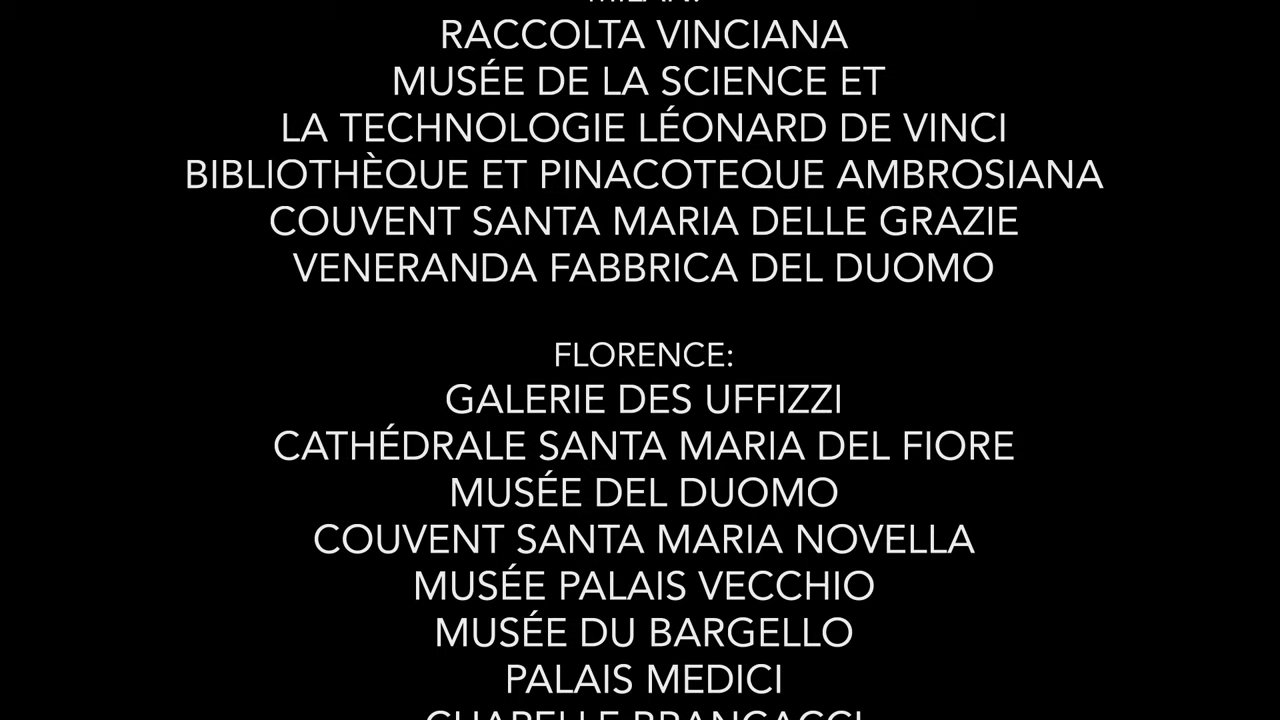 MILAN:
RACCOLTA VINCIANA
MUSÉE DE LA SCIENCE ET
LA TECHNOLOGIE LÉONARD DE VINCI
BIBLIOTHÈQUE ET PINACOTEQUE AMBROSIANA
COUVENT SANTA MARIA DELLE GRAZIE
VENERANDA FABBRICA DEL DUOMO
FLORENCE:
GALERIE DES UFFIZZI
CATHÉDRALE SANTA MARIA DEL FIORE
MUSÉE DEL DUOMO
COUVENT SANTA MARIA NOVELLA
MUSÉE PALAIS VECCHIO
MUSÉE DU BARGELLO
PALAIS MEDICI
CHAPELLE BRANCACCI